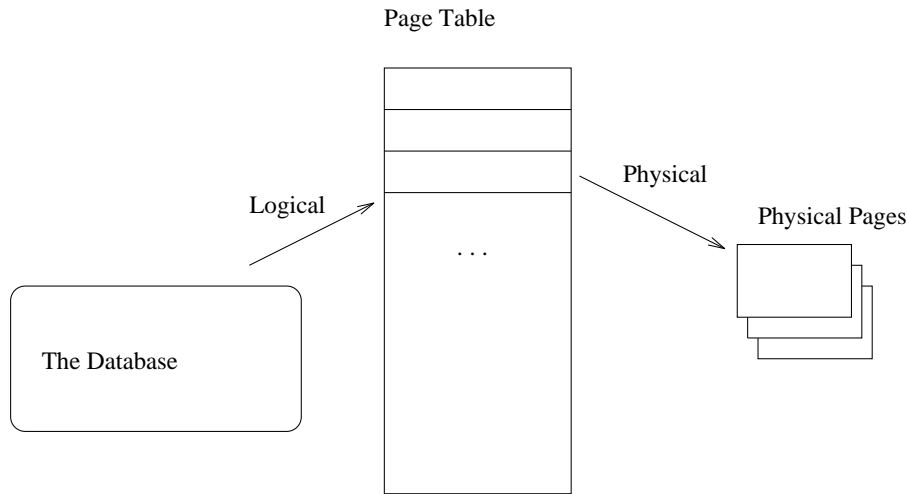 Page Table
Physical
Logical
Physical Pages
. . .
The Database